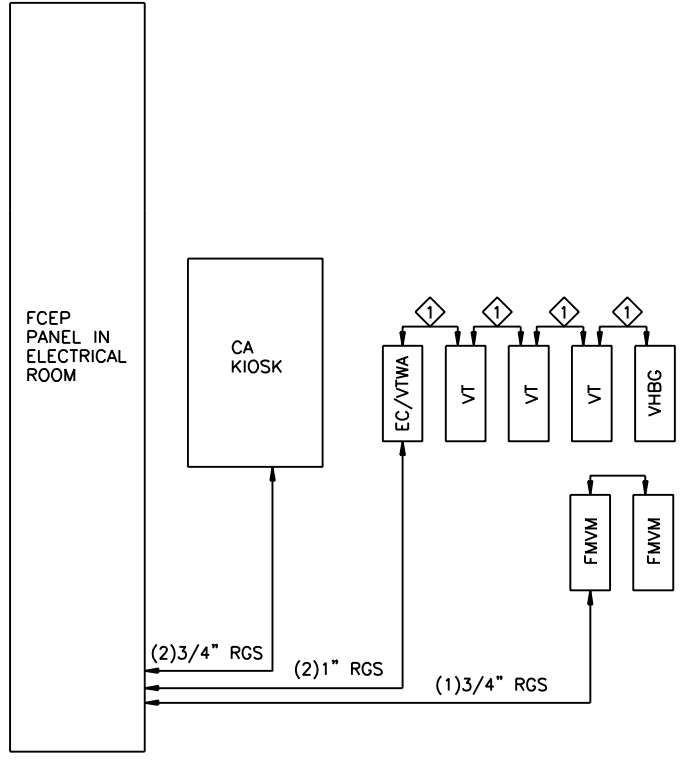 1
1
1
1
FCEP
PANEL IN
ELECTRICAL
ROOM
CA
KIOSK
EC/VTWA
VT
VT
VT
VHBG
FMVM
FMVM
(2)3/4" RGS
(2)1" RGS
(1)3/4" RGS